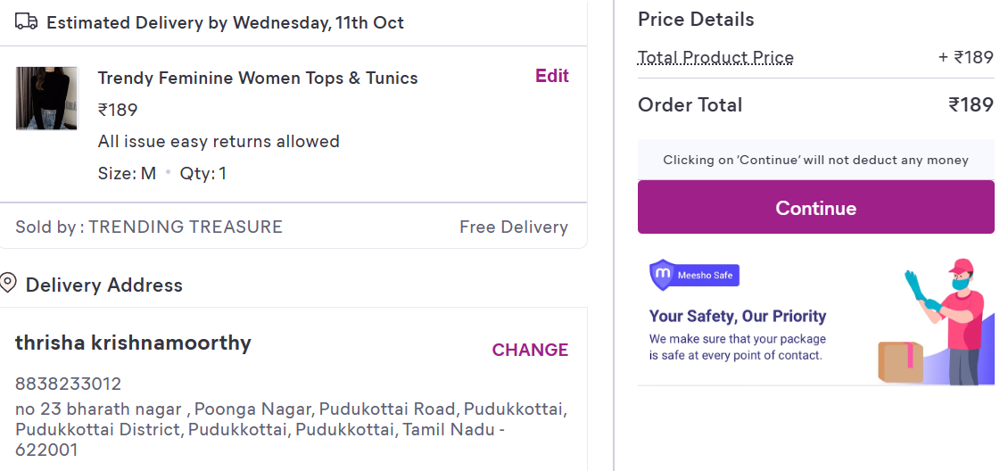 Estimated Delivery by Wednesday, 11th Oct
Trendy Feminine Women Tops & Tunics
Edit
₹189
All issue easy returns allowed
Size: M • Qty: 1
Sold by : TRENDING TREASURE
Free Delivery
Delivery Address
thrisha krishnamoorthy
CHANGE
8838233012
no 23 bharath nagar , Poonga Nagar, Pudukottai Road, Pudukkottai,
Pudukkottai District, Pudukkottai, Pudukkottai, Tamil Nadu -
622001
Price Details
Total Product Price
+ ₹189
Order Total
₹189
Clicking on ‘Continue’ will not deduct any money
Continue
m Meesho Safe
Your Safety, Our Priority
We make sure that your package
is safe at every point of contact.